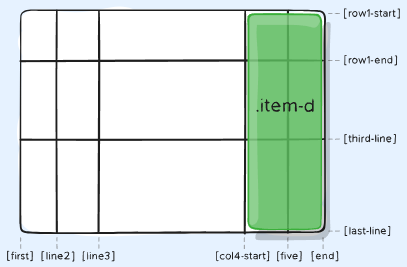 [row1-start]
[row1-end]
.item-d
[third-line]
[last-line]
[first] [line2] [line3] [col4-start] [five] [end]